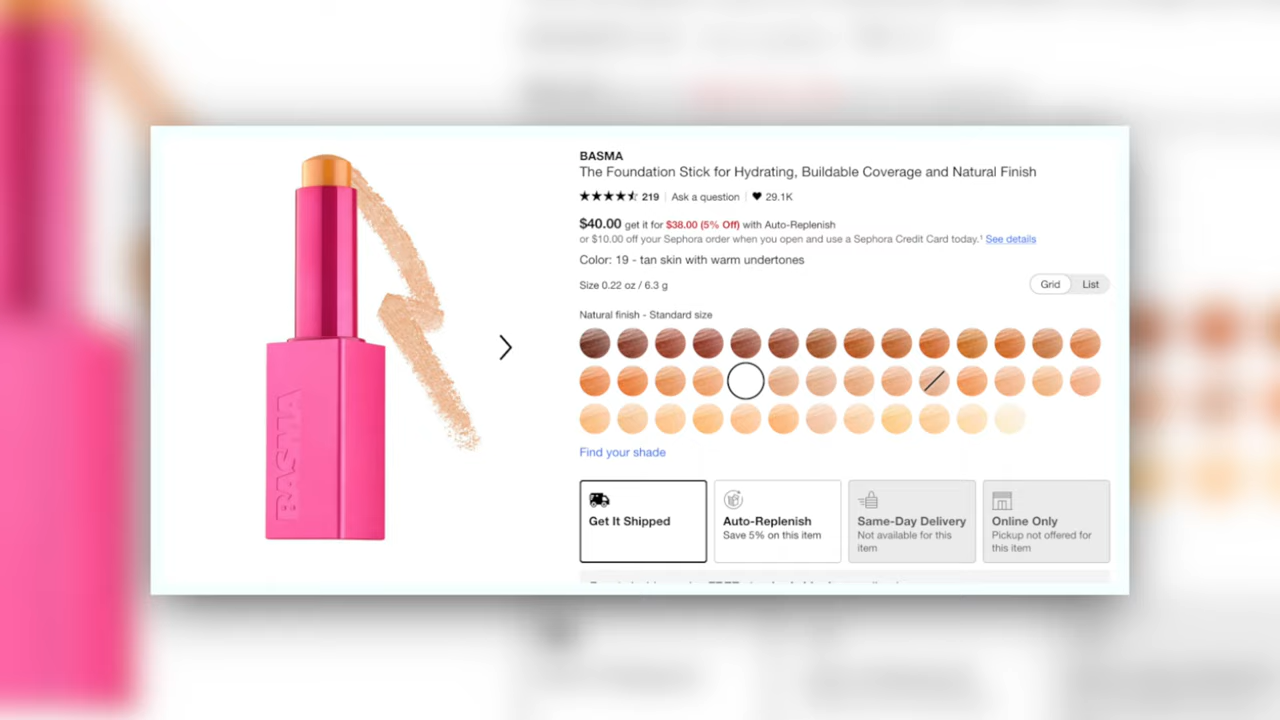 BASMA
BASMA
The Foundation Stick for Hydrating, Buildable Coverage and Natural Finish
219 | Ask a question | 29.1K
$40.00 get it for $38.00 (5% Off) with Auto-Replenish
or $10.00 off your Sephora order when you open and use a Sephora Credit Card today.¹ See details
Color: 19 - tan skin with warm undertones
Size 0.22 oz / 6.3 g
Grid List
Natural finish - Standard size
Find your shade
Get It Shipped
Auto-Replenish
Save 5% on this item
Same-Day Delivery
Not available for this
item
Online Only
Pickup not offered for
this item